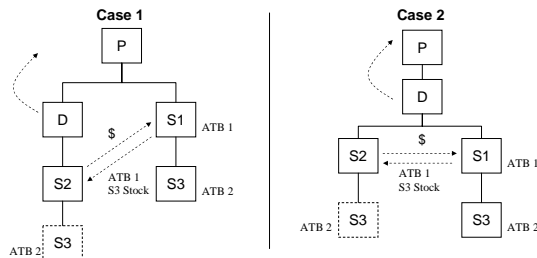 Case 1
P
D
$
S1
ATB 1
S2
ATB 1
S3 Stock
S3
ATB 2
ATB 2
S3
Case 2
P
D
S2
$
S1
ATB 1
ATB 1
S3 Stock
ATB 2
S3
S3
ATB 2